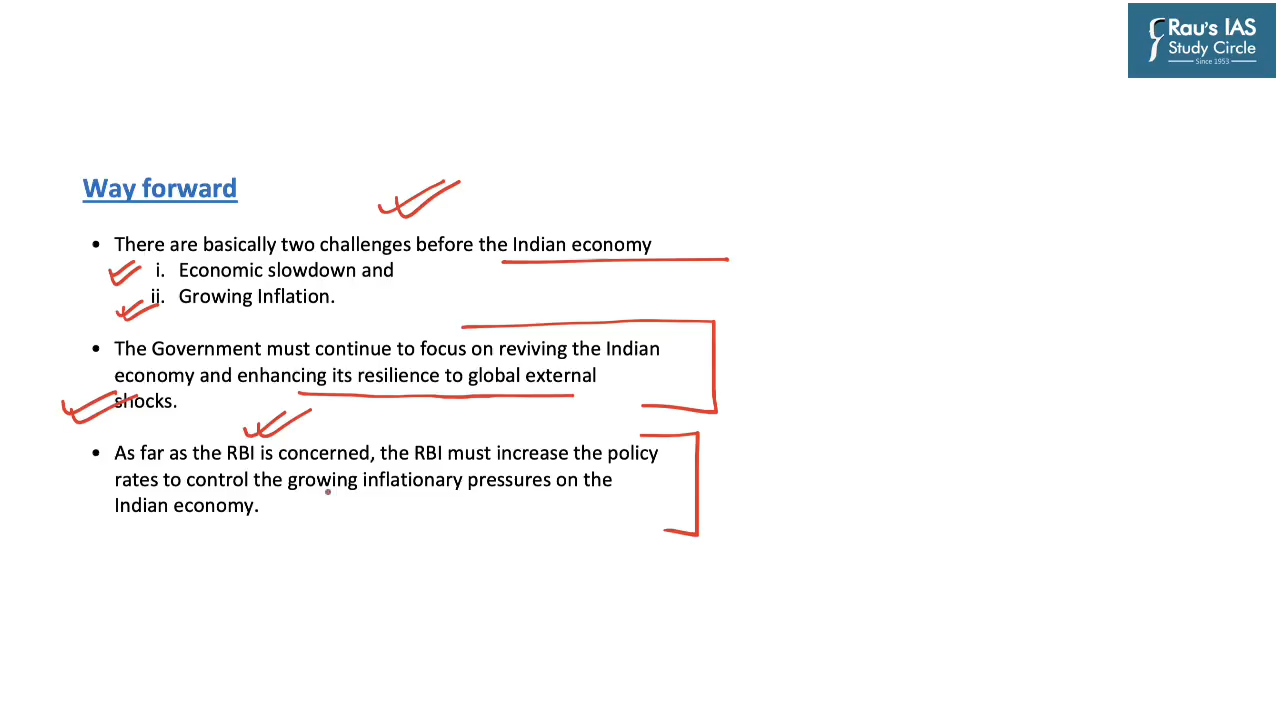 Rau's IAS
Study Circle
Since 1953
Way forward
• There are basically two challenges before the Indian economy
i. Economic slowdown and
ii. Growing Inflation.
• The Government must continue to focus on reviving the Indian
economy and enhancing its resilience to global external
shocks.
• As far as the RBI is concerned, the RBI must increase the policy
rates to control the growing inflationary pressures on the
Indian economy.